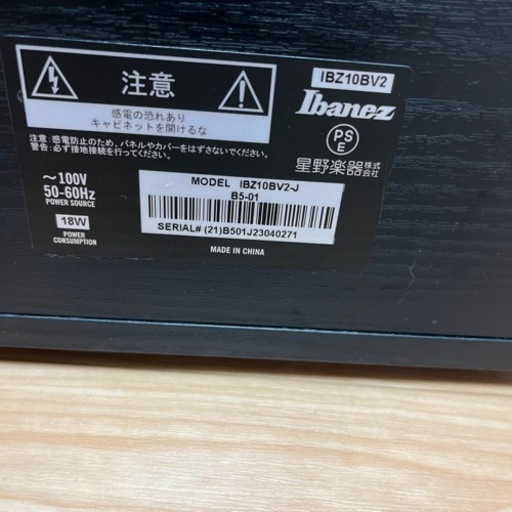 注意
感電の恐れあり
キャビネットを開けるな
注意: 感電防止のため、パネルやカバーをはずさないでください。
警告: 必ず接地接続を行ってください。
IBZ10BV2
Ibanez
PS
E
星野楽器株式会社
~100V
50-60Hz
POWER SOURCE
18W
POWER
CONSUMPTION
MODEL IBZ10BV2-J
B5-01
SERIAL# (21)B501J23040271
MADE IN CHINA